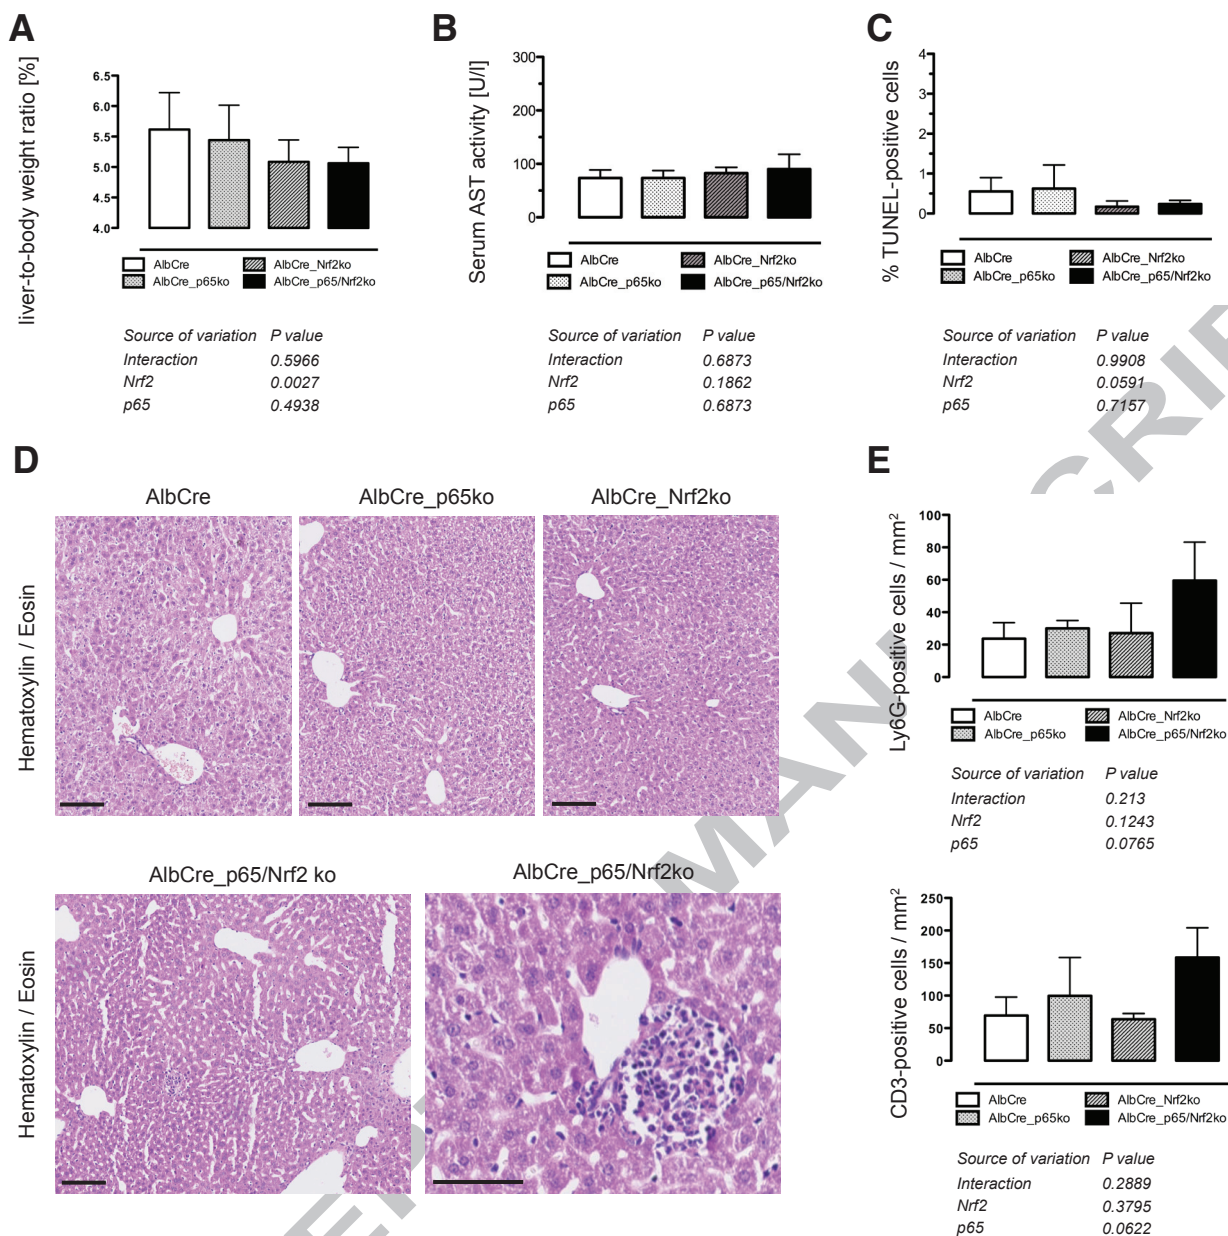 A
liver-to-body weight ratio [%]
6.5
6.0
5.5
5.0
4.5
4.0
AlbCre
AlbCre_Nrf2ko
AlbCre_p65ko
AlbCre_p65/Nrf2ko
Source of variation P value
Interaction 0.5966
Nrf2 0.0027
p65 0.4938
B
Serum AST activity [U/l]
300
200
100
0
AlbCre
AlbCre_Nrf2ko
AlbCre_p65ko
AlbCre_p65/Nrf2ko
Source of variation P value
Interaction 0.6873
Nrf2 0.1862
p65 0.6873
C
% TUNEL-positive cells
4
3
2
1
0
AlbCre
AlbCre_Nrf2ko
AlbCre_p65ko
AlbCre_p65/Nrf2ko
Source of variation P value
Interaction 0.9908
Nrf2 0.0591
p65 0.7157
D
AlbCre
AlbCre_p65ko
AlbCre_Nrf2ko
Hematoxylin / Eosin
AlbCre_p65/Nrf2 ko
AlbCre_p65/Nrf2ko
Hematoxylin / Eosin
E
Ly6G-positive cells / mm²
100
80
60
40
20
0
AlbCre
AlbCre_Nrf2ko
AlbCre_p65ko
AlbCre_p65/Nrf2ko
Source of variation P value
Interaction 0.213
Nrf2 0.1243
p65 0.0765
CD3-positive cells / mm²
250
200
150
100
50
0
AlbCre
AlbCre_Nrf2ko
AlbCre_p65ko
AlbCre_p65/Nrf2ko
Source of variation P value
Interaction 0.2889
Nrf2 0.3795
p65 0.0622